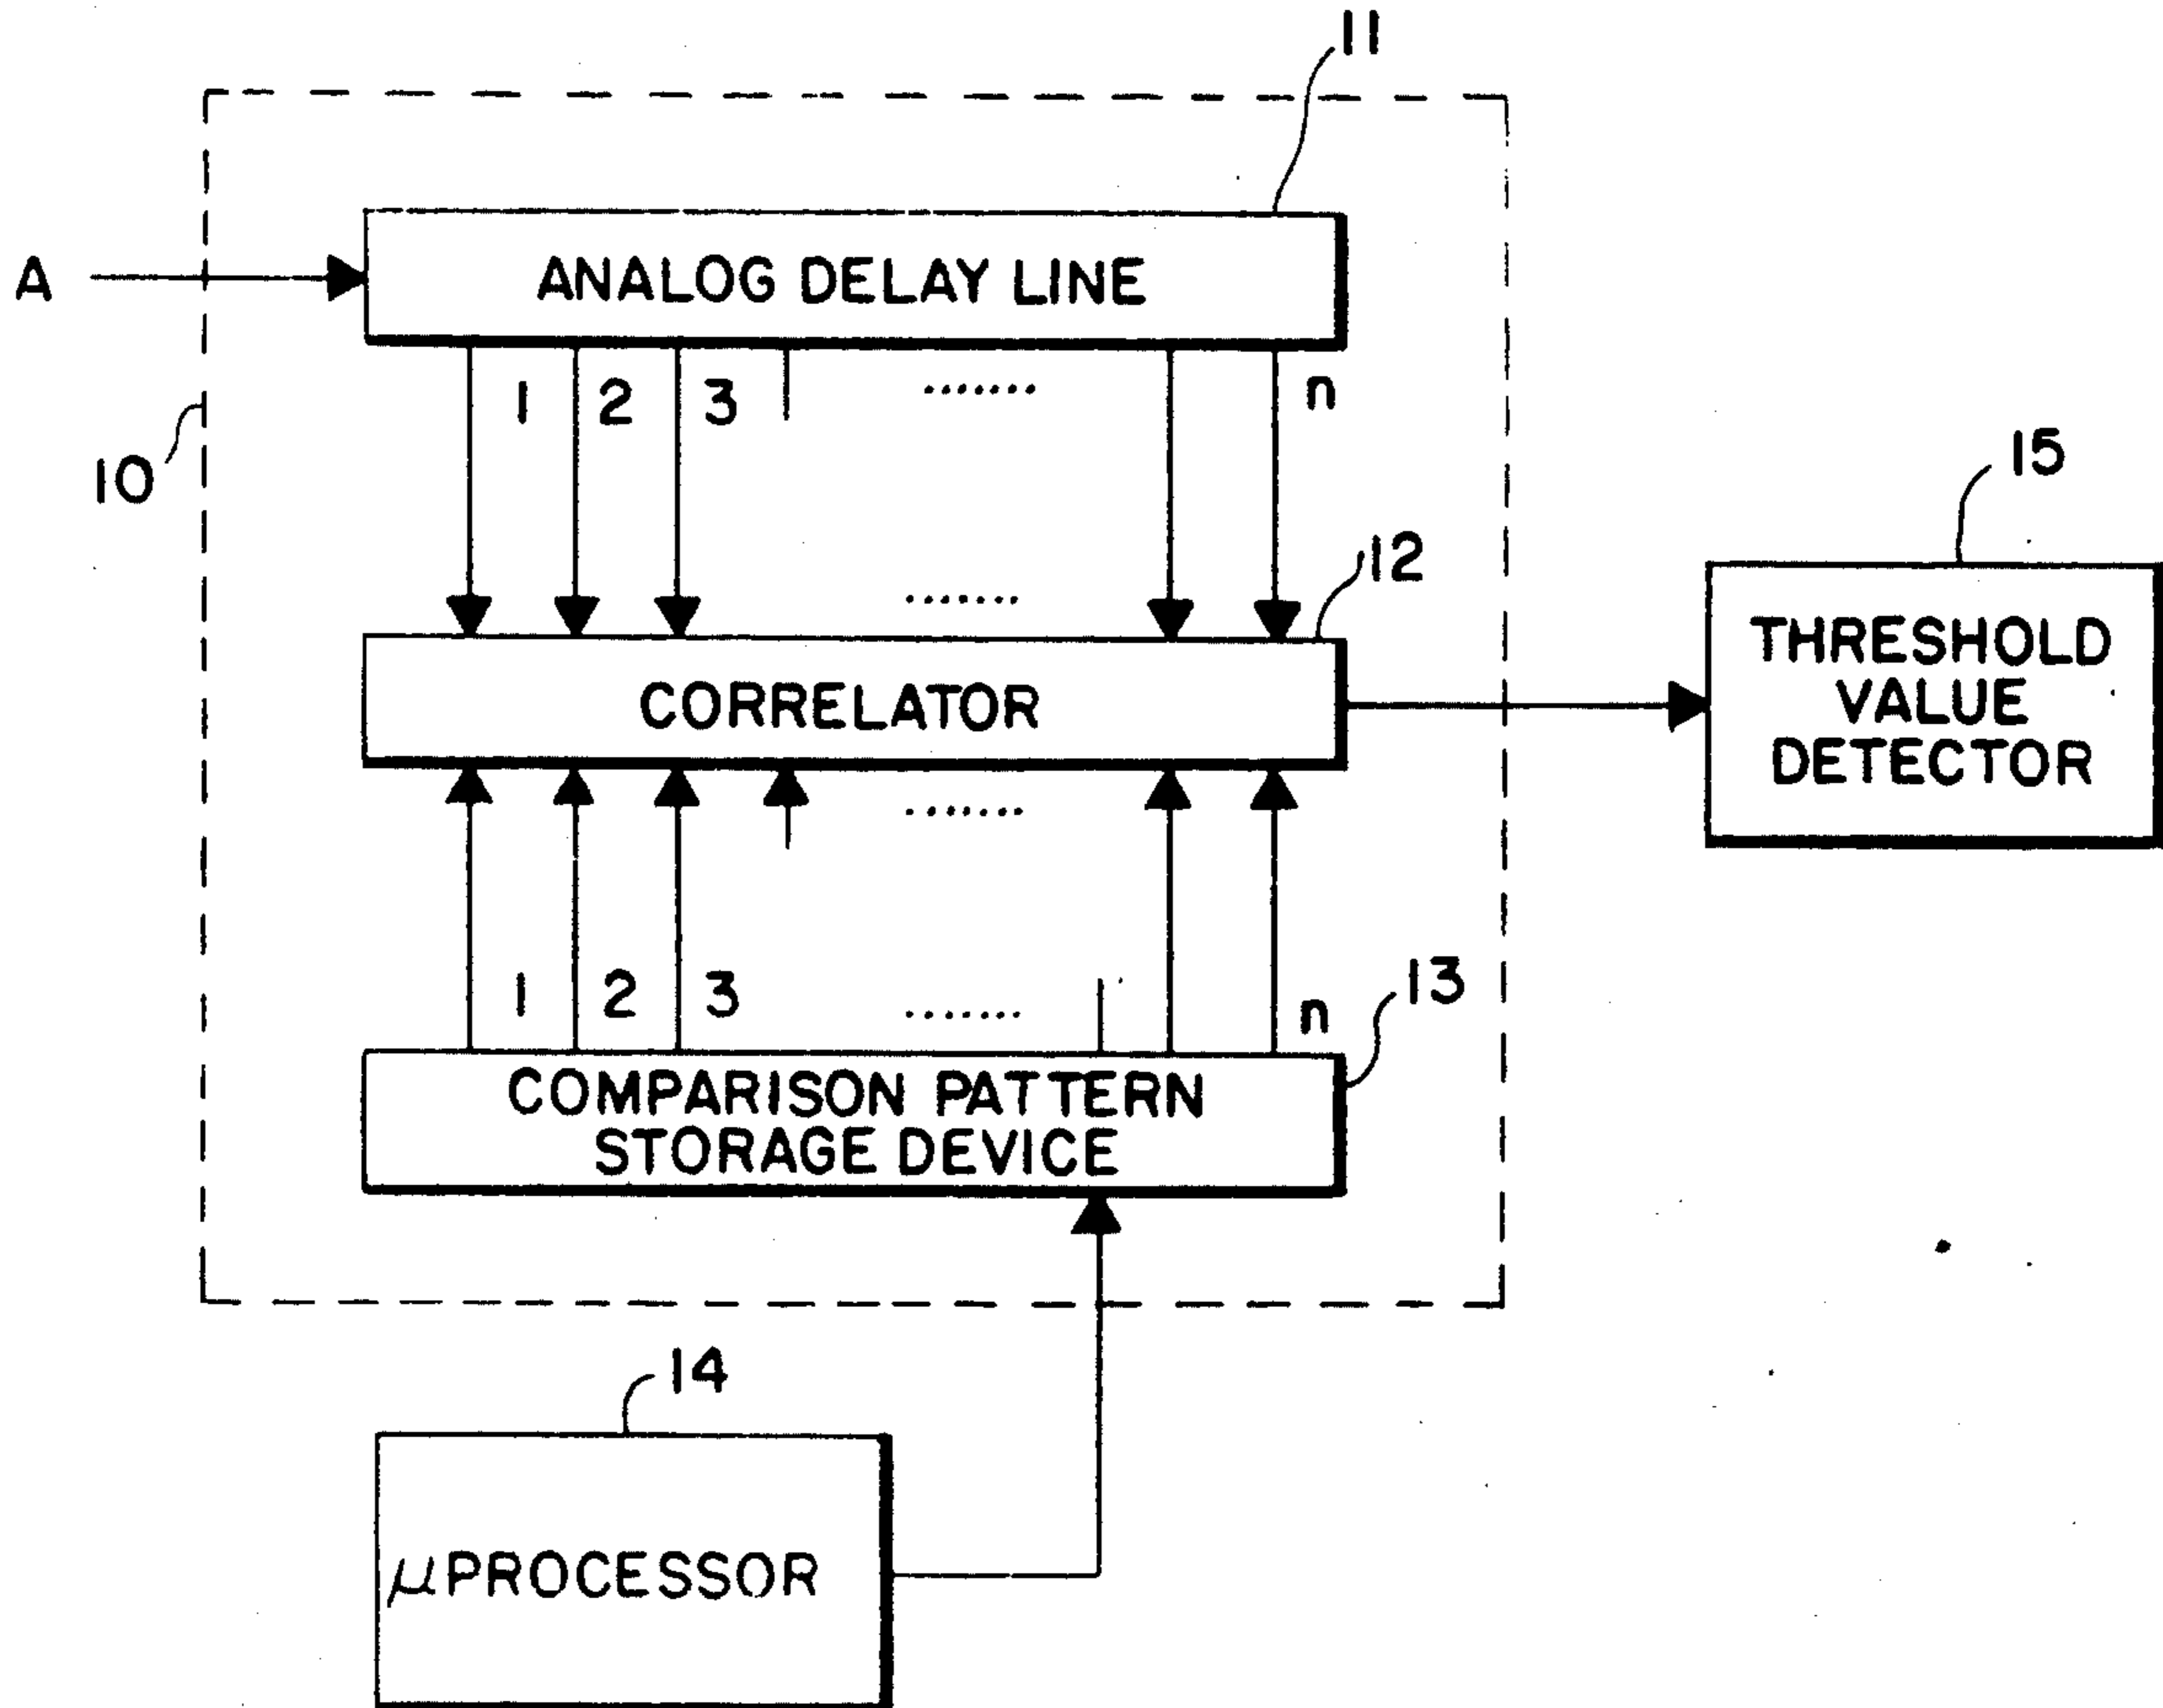 11
A
ANALOG DELAY LINE
1 2 3 ....... n
10
15
.......
12
THRESHOLD
VALUE
DETECTOR
CORRELATOR
.......
1 2 3 ....... n
13
COMPARISON PATTERN
STORAGE DEVICE
14
μPROCESSOR